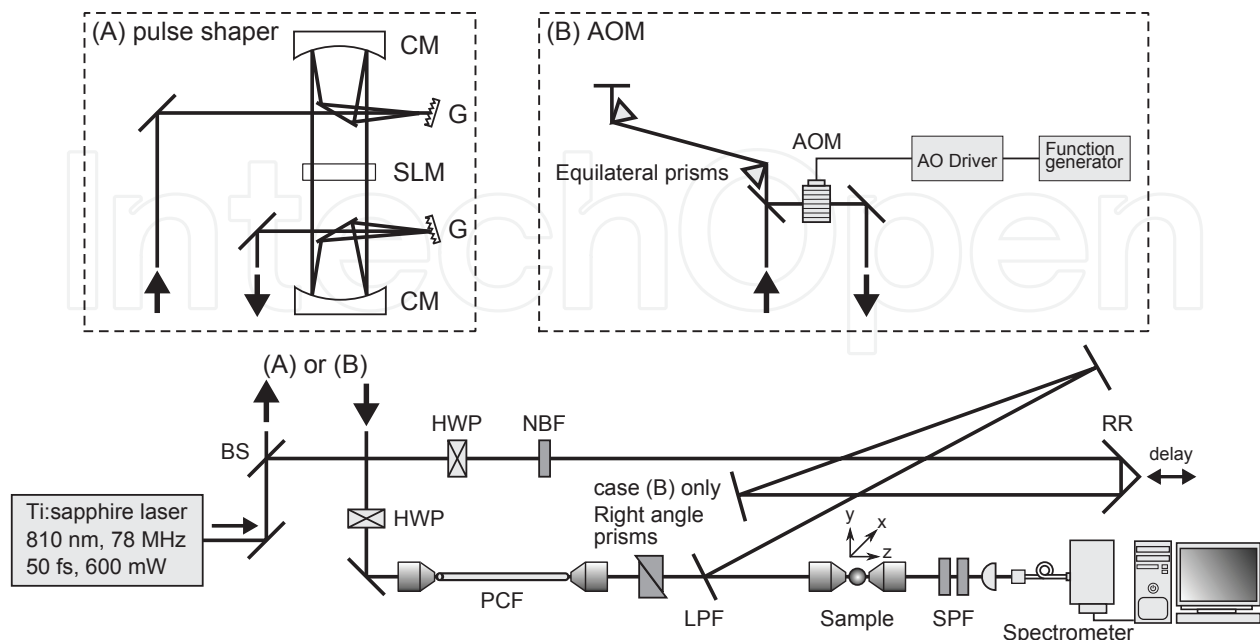 (A) pulse shaper
CM
G
SLM
G
CM
(B) AOM
AOM
Equilateral prisms
AO Driver
Function
generator
IntechOpen
(A) or (B)
BS
HWP
NBF
RR
delay
case (B) only
Right angle
prisms
Ti:sapphire laser
810 nm, 78 MHz
50 fs, 600 mW
HWP
y
x
z
PCF
LPF
Sample
SPF
Spectrometer